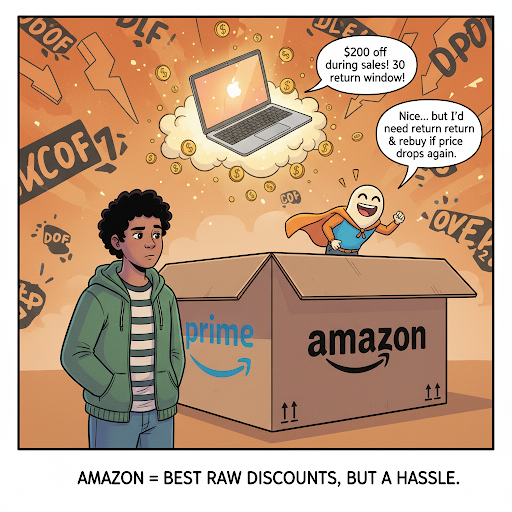 $200 off
during sales! 30
return window!
Nice... but I'd
need return return
& rebuy if price
drops again.
DOF
prime
amazon
AMAZON = BEST RAW DISCOUNTS, BUT A HASSLE.